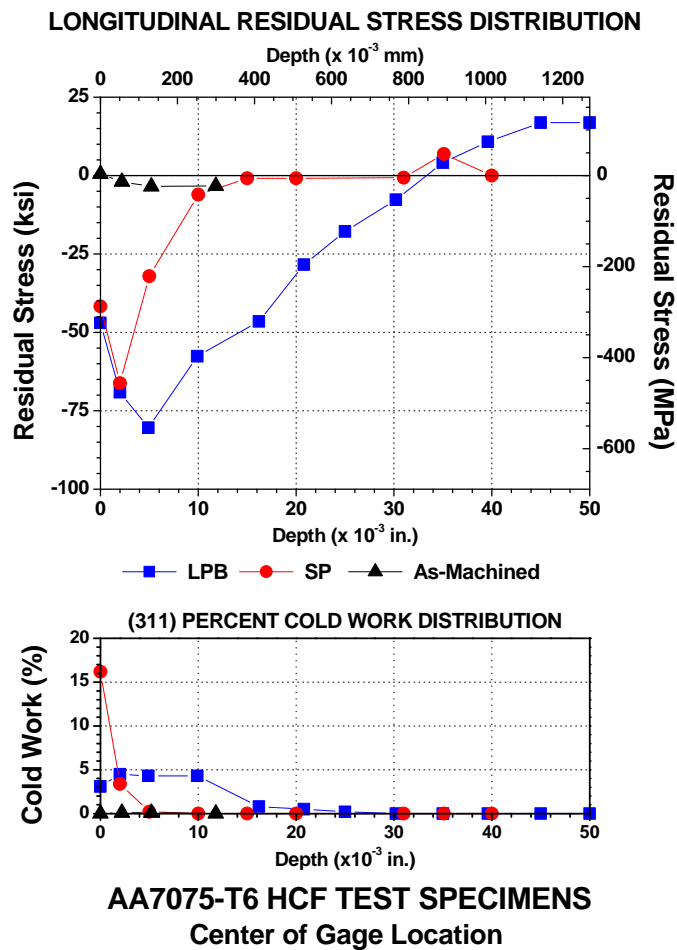 LONGITUDINAL RESIDUAL STRESS DISTRIBUTION
Depth (x 10⁻³ mm)
0 200 400 600 800 1000 1200
25
0
-25
-50
-75
-100
Residual Stress (ksi)
0
-200
-400
-600
Residual Stress (MPa)
0 10 20 30 40 50
Depth (x 10⁻³ in.)
LPB SP As-Machined
(311) PERCENT COLD WORK DISTRIBUTION
20
15
10
5
0
Cold Work (%)
0 10 20 30 40 50
Depth (x10⁻³ in.)
AA7075-T6 HCF TEST SPECIMENS
Center of Gage Location